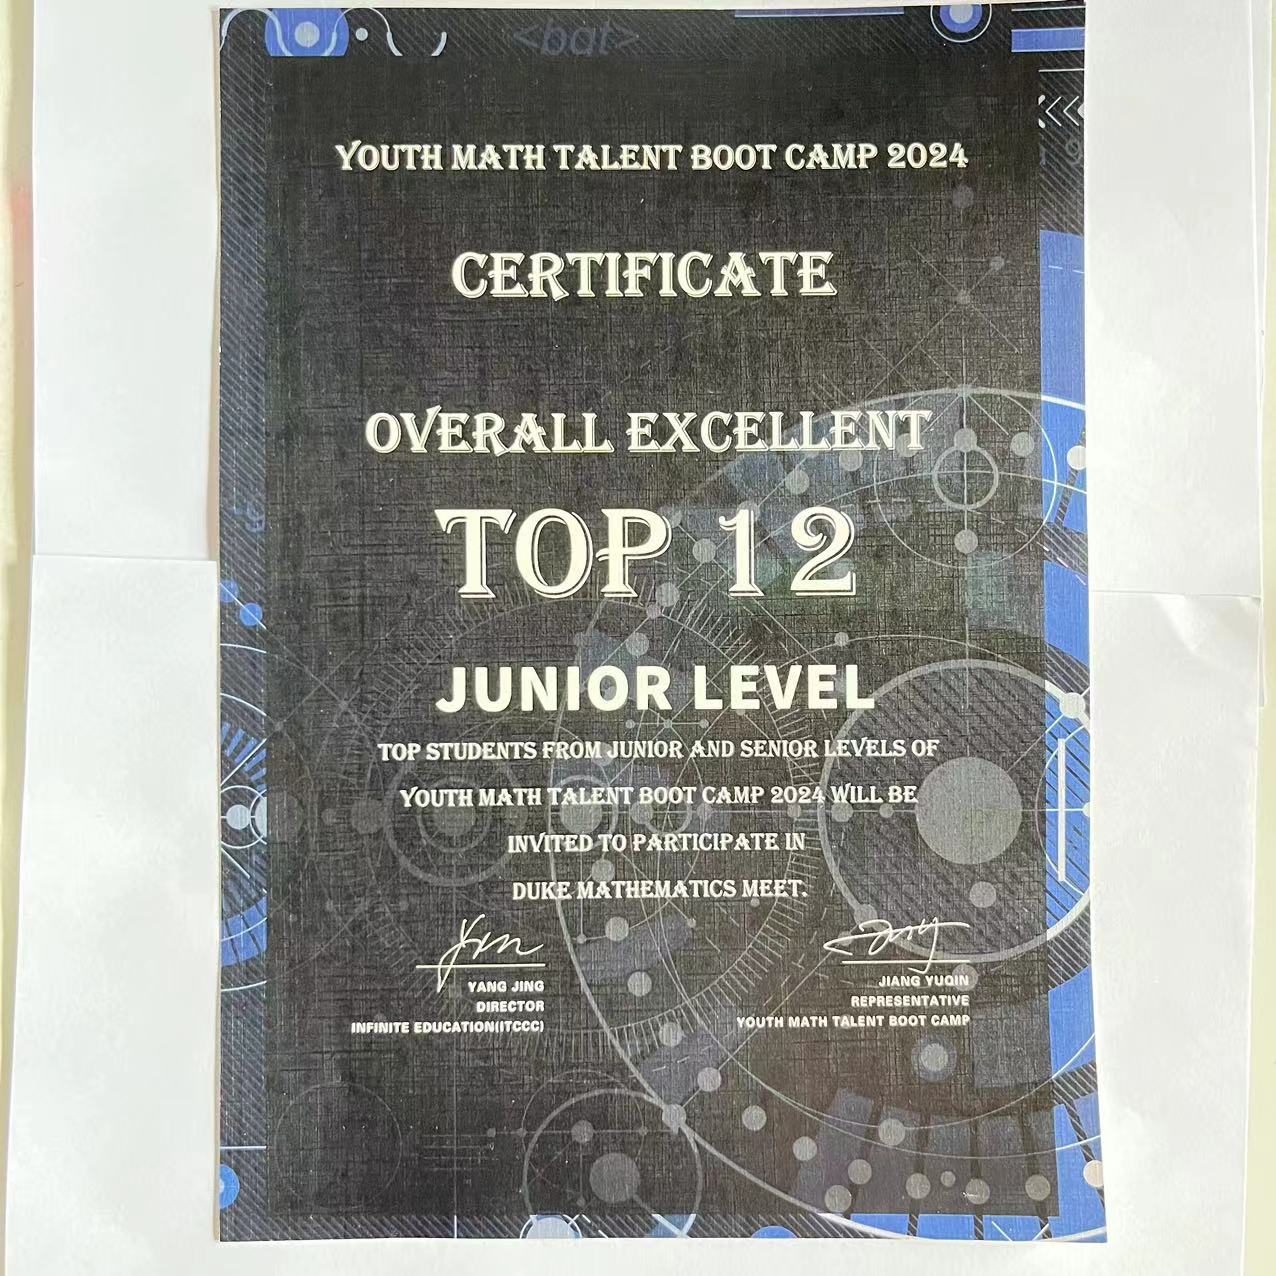 <bat>
YOUTH MATH TALENT BOOT CAMP 2024
CERTIFICATE
OVERALL EXCELLENT
TOP 12
JUNIOR LEVEL
TOP STUDENTS FROM JUNIOR AND SENIOR LEVELS OF
YOUTH MATH TALENT BOOT CAMP 2024 WILL BE
INVITED TO PARTICIPATE IN
DUKE MATHEMATICS MEET.
YANG JING
DIRECTOR
INFINITE EDUCATION(ITCCC)
JIANG YUQIN
REPRESENTATIVE
YOUTH MATH TALENT BOOT CAMP